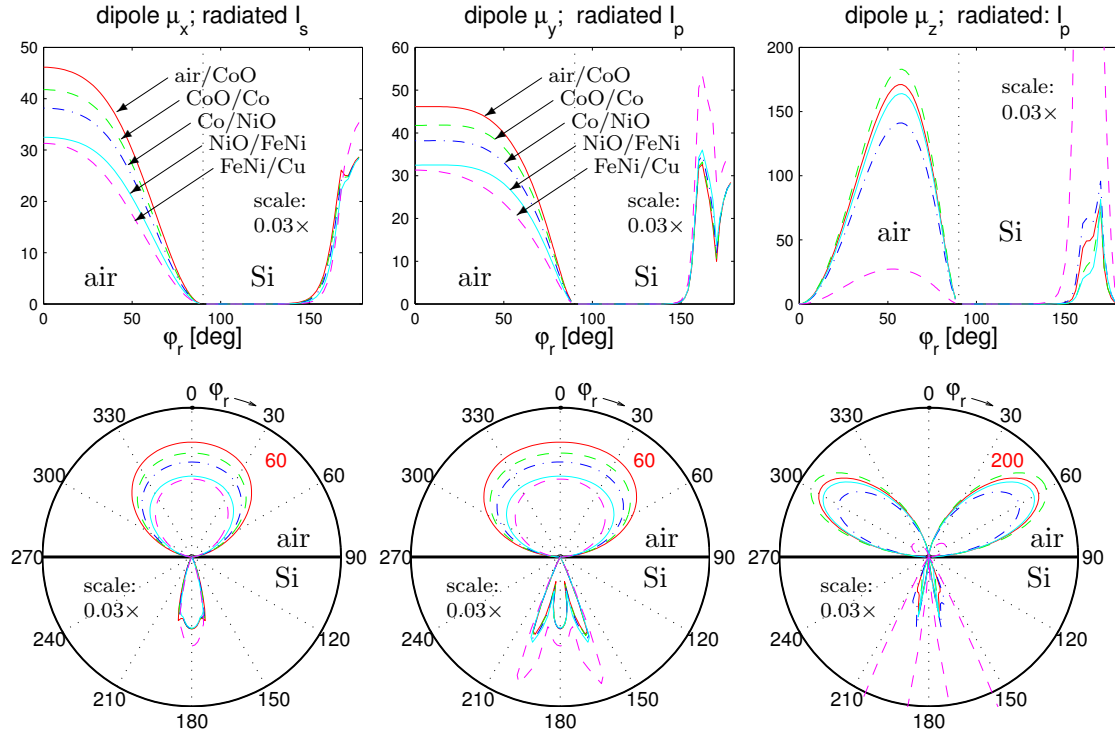 dipole μx; radiated Is
50
40
30
20
10
0
0
50
100
150
air/CoO
CoO/Co
Co/NiO
NiO/FeNi
FeNi/Cu
scale:
0.03×
air
Si
φr [deg]
dipole μy; radiated Ip
60
50
40
30
20
10
0
0
50
100
150
air/CoO
CoO/Co
Co/NiO
NiO/FeNi
FeNi/Cu
scale:
0.03×
air
Si
φr [deg]
dipole μz; radiated: Ip
200
150
100
50
0
0
50
100
150
scale:
0.03×
air
Si
φr [deg]
0
φr
30
60
90
120
150
180
210
240
270
300
330
60
air
Si
scale:
0.03×
0
φr
30
60
90
120
150
180
210
240
270
300
330
60
air
Si
scale:
0.03×
0
φr
30
60
90
120
150
180
210
240
270
300
330
200
air
Si
scale:
0.03×